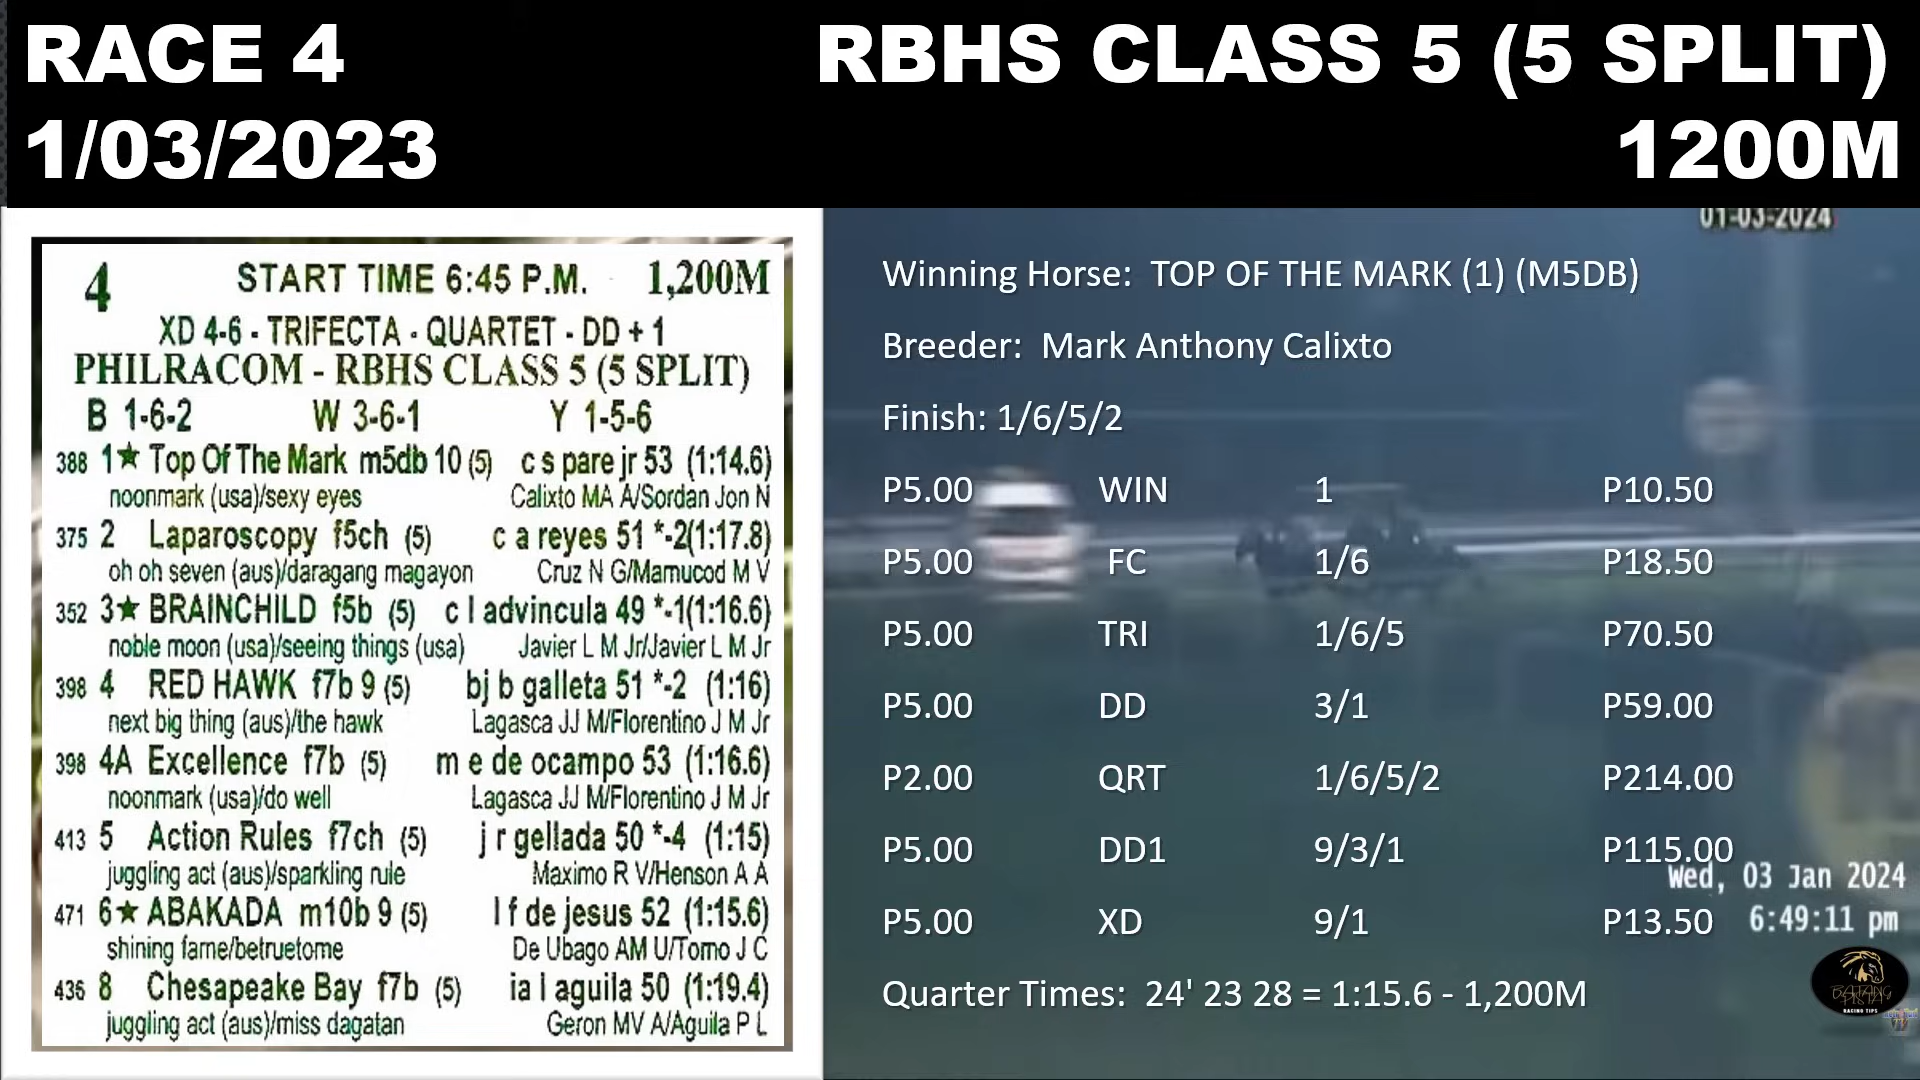 RACE 4
RBHS CLASS 5 (5 SPLIT)
1/03/2023
1200M
4 START TIME 6:45 P.M. 1,200M
XD 4-6 - TRIFECTA - QUARTET - DD + 1
PHILRACOM - RBHS CLASS 5 (5 SPLIT)
B 1-6-2 W 3-6-1 Y 1-5-6
388 1★ Top Of The Mark m5db 10 (5) c s pare jr 53 (1:14.6)
noonmark (usa)/sexy eyes Calixto MA A/Sordan Jon N
375 2 Laparoscopy f5ch (5) c a reyes 51 *-2(1:17.8)
oh oh seven (aus)/daragang magayon Cruz N G/Mamucod M V
352 3★ BRAINCHILD f5b (5) c l advincula 49 *-1(1:16.6)
noble moon (usa)/seeing things (usa) Javier L M Jr/Javier L M Jr
398 4 RED HAWK f7b 9 (5) bj b galleta 51 *-2 (1:16)
next big thing (aus)/the hawk Lagasca JJ M/Florentino J M Jr
398 4A Excellence f7b (5) m e de ocampo 53 (1:16.6)
noonmark (usa)/do well Lagasca JJ M/Florentino J M Jr
413 5 Action Rules f7ch (5) j r gellada 50 *-4 (1:15)
juggling act (aus)/sparkling rule Maximo R V/Henson A A
471 6★ ABAKADA m10b 9 (5) l f de jesus 52 (1:15.6)
shining fame/betruetome De Ubago AM U/Tomo J C
435 8 Chesapeake Bay f7b (5) ia l aguila 50 (1:19.4)
juggling act (aus)/miss dagatan Geron MV A/Aguila P L
01-03-2024
Winning Horse: TOP OF THE MARK (1) (M5DB)
Breeder: Mark Anthony Calixto
Finish: 1/6/5/2
P5.00 WIN 1 P10.50
P5.00 FC 1/6 P18.50
P5.00 TRI 1/6/5 P70.50
P5.00 DD 3/1 P59.00
P2.00 QRT 1/6/5/2 P214.00
P5.00 DD1 9/3/1 P115.00
Wed, 03 Jan 2024
P5.00 XD 9/1 P13.50
6:49:11 pm
Quarter Times: 24' 23 28 = 1:15.6 - 1,200M
BATANG
PISTA
RACING TIPS